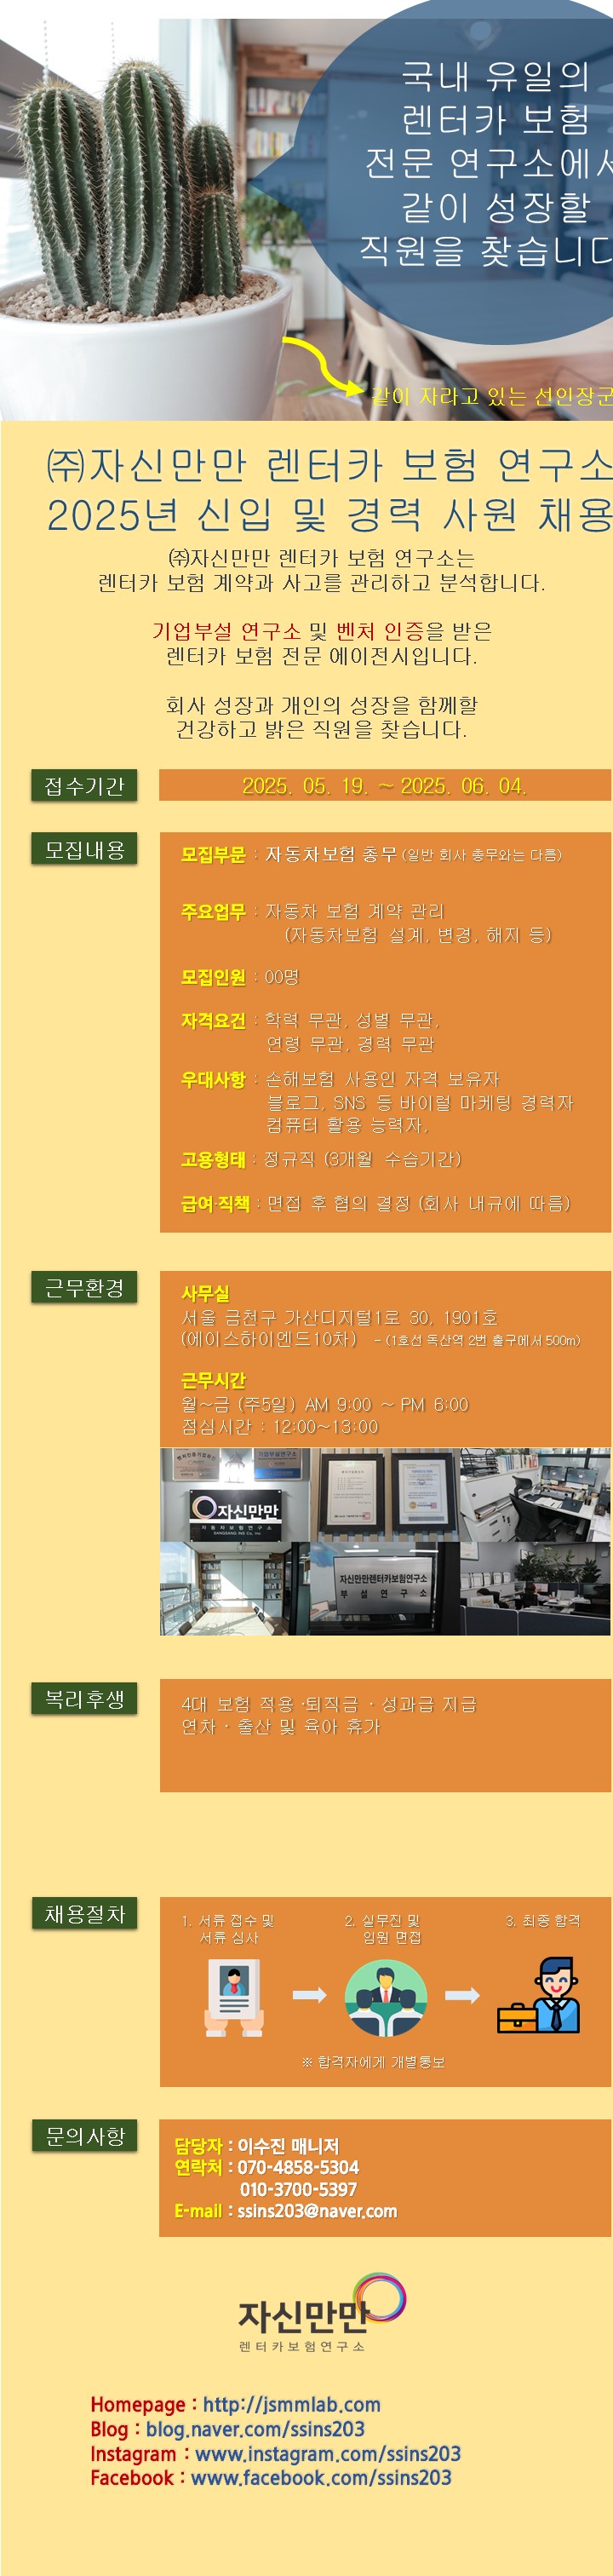 국내 유일의
렌터카 보험
전문 연구소에서
같이 성장할
직원을 찾습니다
같이 자라고 있는 선인장군
㈜자신만만 렌터카 보험 연구소
2025년 신입 및 경력 사원 채용
㈜자신만만 렌터카 보험 연구소는
렌터카 보험 계약과 사고를 관리하고 분석합니다.
기업부설 연구소 및 벤처 인증을 받은
렌터카 보험 전문 에이전시입니다.
회사 성장과 개인의 성장을 함께할
건강하고 밝은 직원을 찾습니다.
접수기간
2025. 05. 19. ~ 2025. 06. 04.
모집내용
모집부문 : 자동차보험 총무 (일반 회사 총무와는 다름)
주요업무 : 자동차 보험 계약 관리
(자동차보험 설계, 변경, 해지 등)
모집인원 : 00명
자격요건 : 학력 무관, 성별 무관,
연령 무관, 경력 무관
우대사항 : 손해보험 사용인 자격 보유자
블로그, SNS 등 바이럴 마케팅 경력자
컴퓨터 활용 능력자,
고용형태 : 정규직 (3개월 수습기간)
급여·직책 : 면접 후 협의 결정 (회사 내규에 따름)
근무환경
사무실
서울 금천구 가산디지털1로 30, 1901호
(에이스하이엔드10차) - (1호선 독산역 2번 출구에서 500m)
근무시간
월~금 (주5일) AM 9:00 ~ PM 6:00
점심시간 : 12:00~13:00
자신만만
자동차보험연구소
자신만만렌터카보험연구소
부설연구소
복리후생
4대 보험 적용 ·퇴직금 · 성과급 지급
연차 · 출산 및 육아 휴가
채용절차
1. 서류 접수 및
서류 심사
2. 실무진 및
임원 면접
3. 최종 합격
※ 합격자에게 개별통보
문의사항
담당자 : 이수진 매니저
연락처 : 070-4858-5304
010-3700-5397
E-mail : ssins203@naver.com
자신만만
렌터카보험연구소
Homepage : http://jsmmlab.com
Blog : blog.naver.com/ssins203
Instagram : www.instagram.com/ssins203
Facebook : www.facebook.com/ssins203